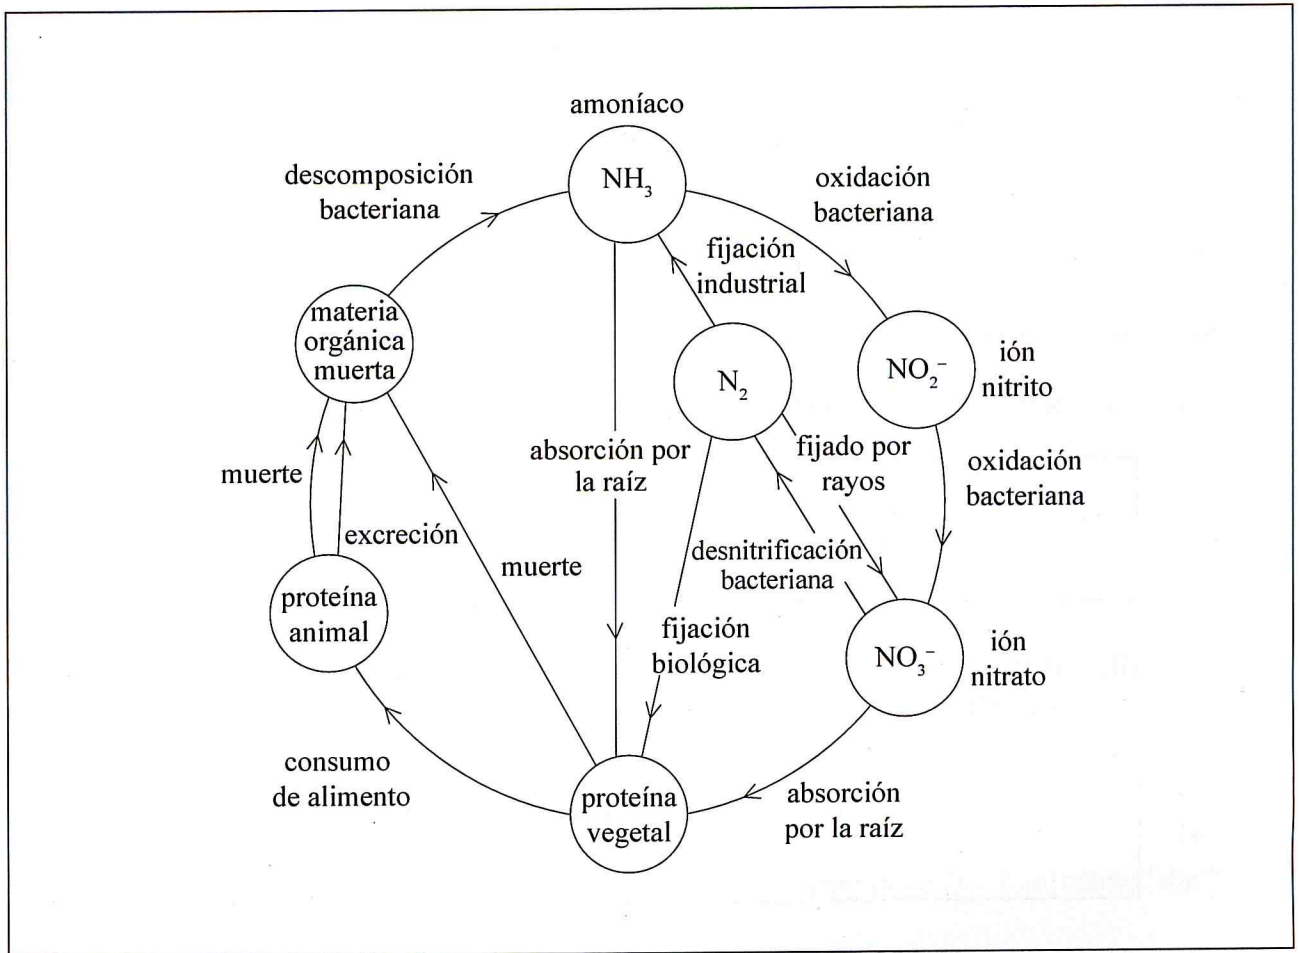 amoníaco
NH₃
descomposición
bacteriana
oxidación
bacteriana
fijación
industrial
materia
orgánica
muerta
N₂
NO₂⁻
ión
nitrito
absorción por
la raíz
fijado por
rayos
oxidación
bacteriana
muerte
excreción
muerte
desnitrificación
bacteriana
proteína
animal
fijación
biológica
NO₃⁻
ión
nitrato
consumo
de alimento
proteína
vegetal
absorción
por la raíz